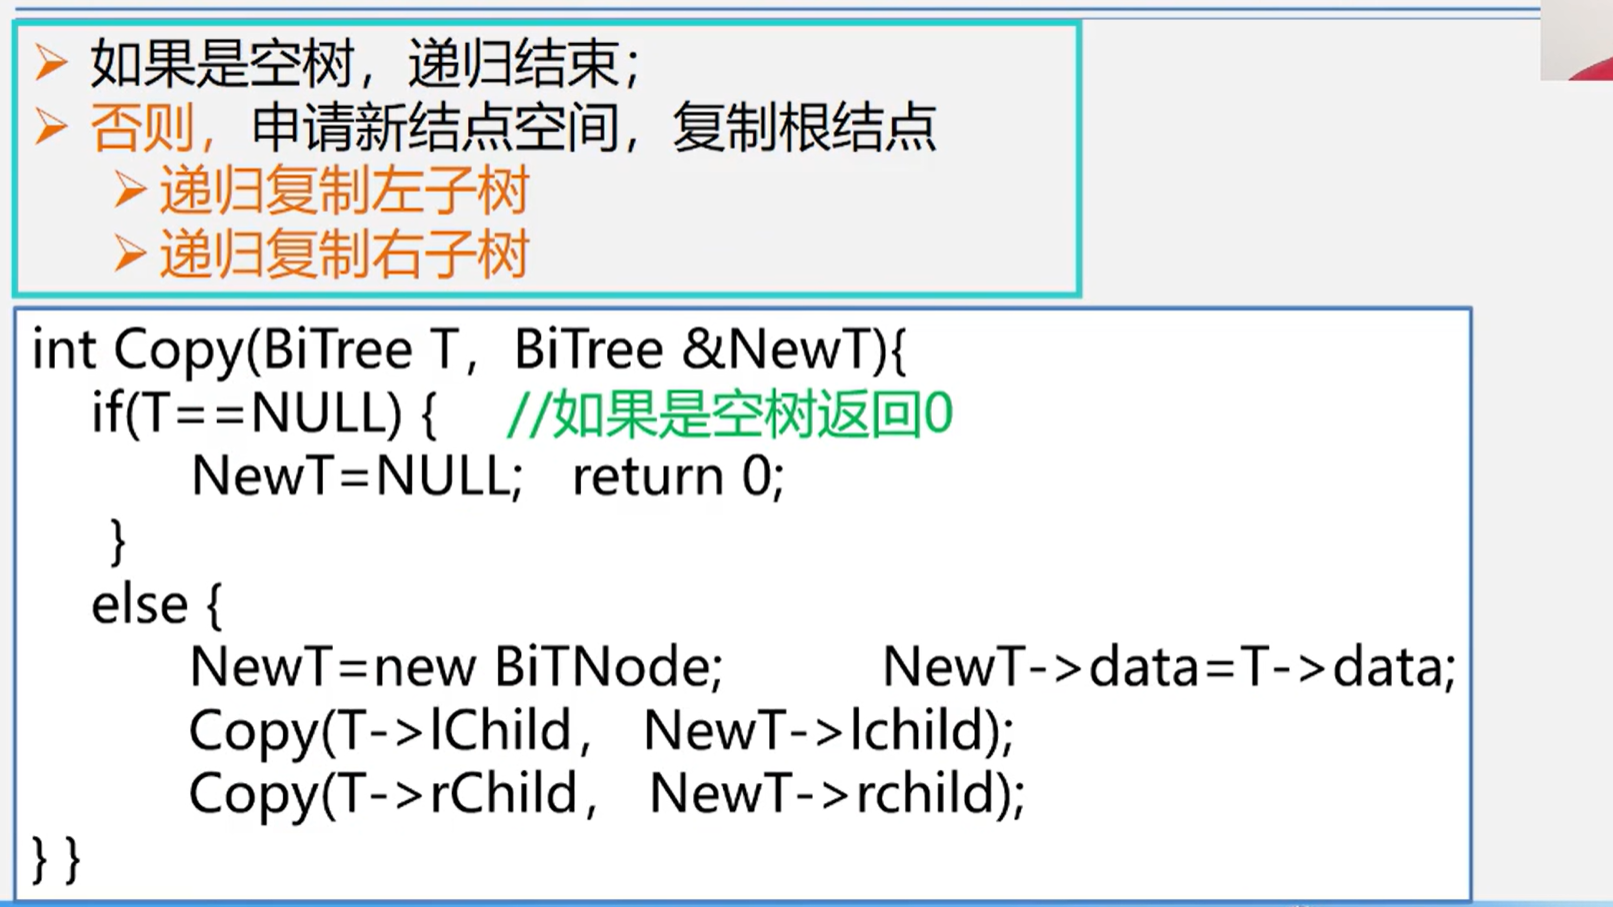 如果是空树，递归结束；
否则，申请新结点空间，复制根结点
递归复制左子树
递归复制右子树
int Copy(BiTree T，BiTree &NewT){
if(T==NULL) { //如果是空树返回0
NewT=NULL; return 0;
}
else {
NewT=new BiTNode; NewT->data=T->data;
Copy(T->lChild， NewT->lchild);
Copy(T->rChild， NewT->rchild);
} }